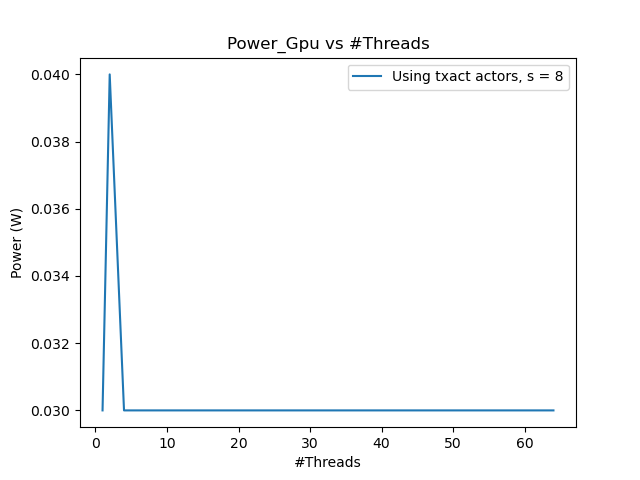 Power_Gpu vs #Threads
Using txact actors, s = 8
0.040
0.038
0.036
0.034
0.032
0.030
Power (W)
0 10 20 30 40 50 60
#Threads